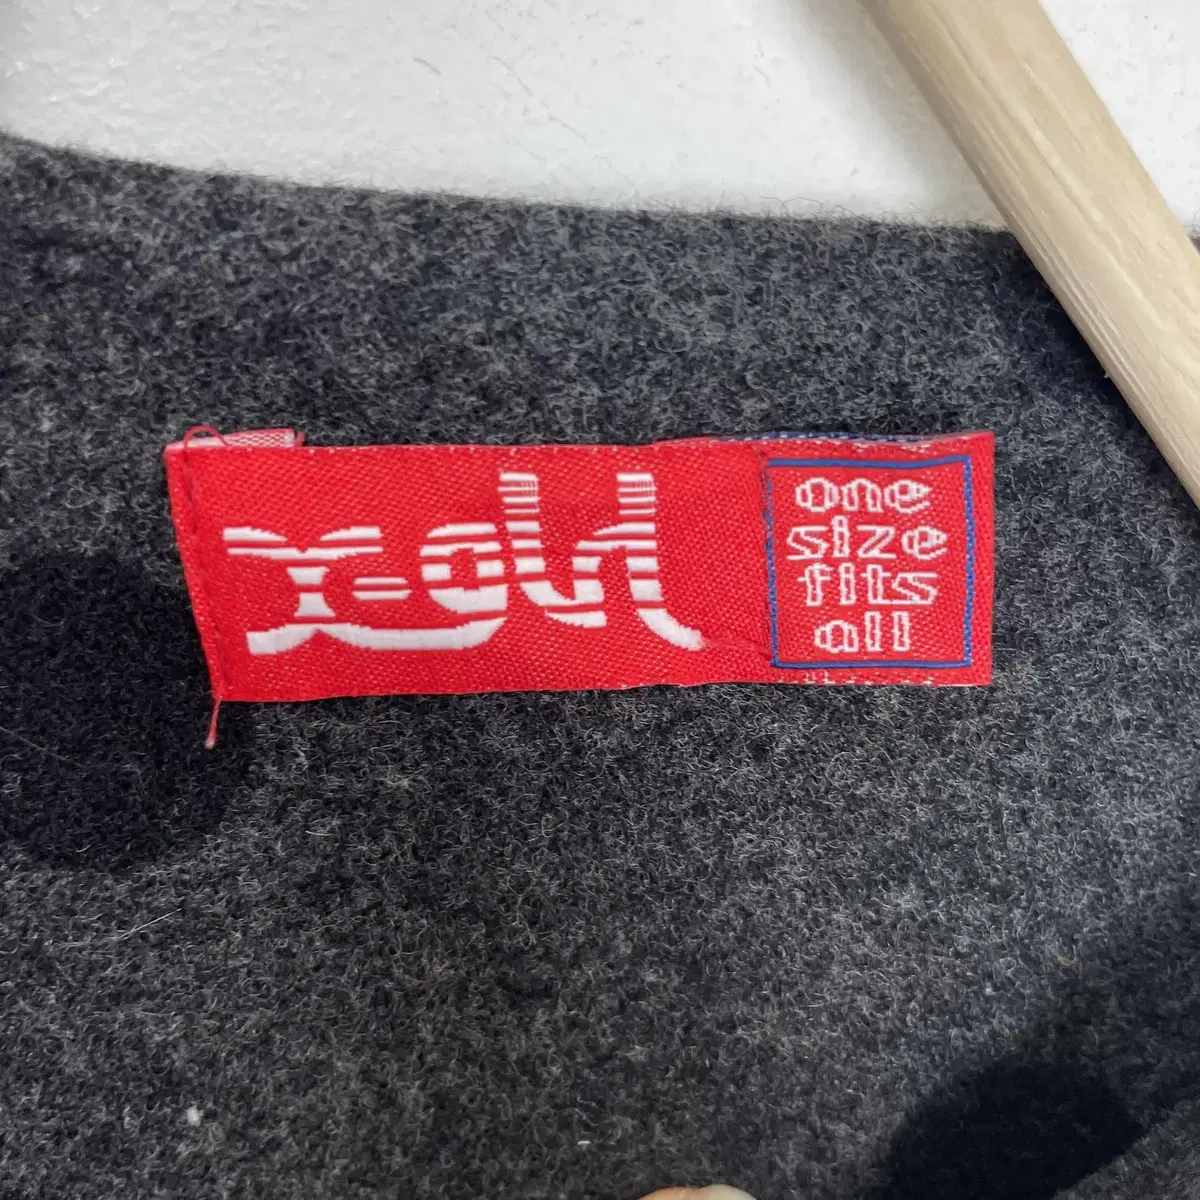 X-girl
one
size
fits
all